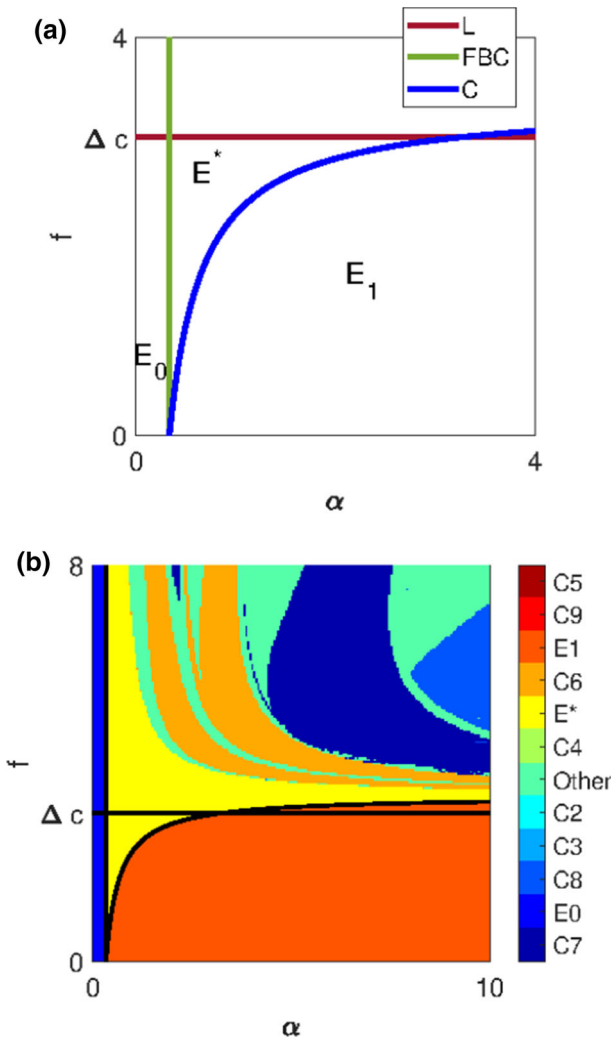 (a)
4
L
FBC
C
Δ c
E*
f
E1
E0
0
0
4
α
(b)
8
C5
C9
E1
C6
E*
f
C4
Other
Δ c
C2
C3
C8
E0
0
C7
0
10
α